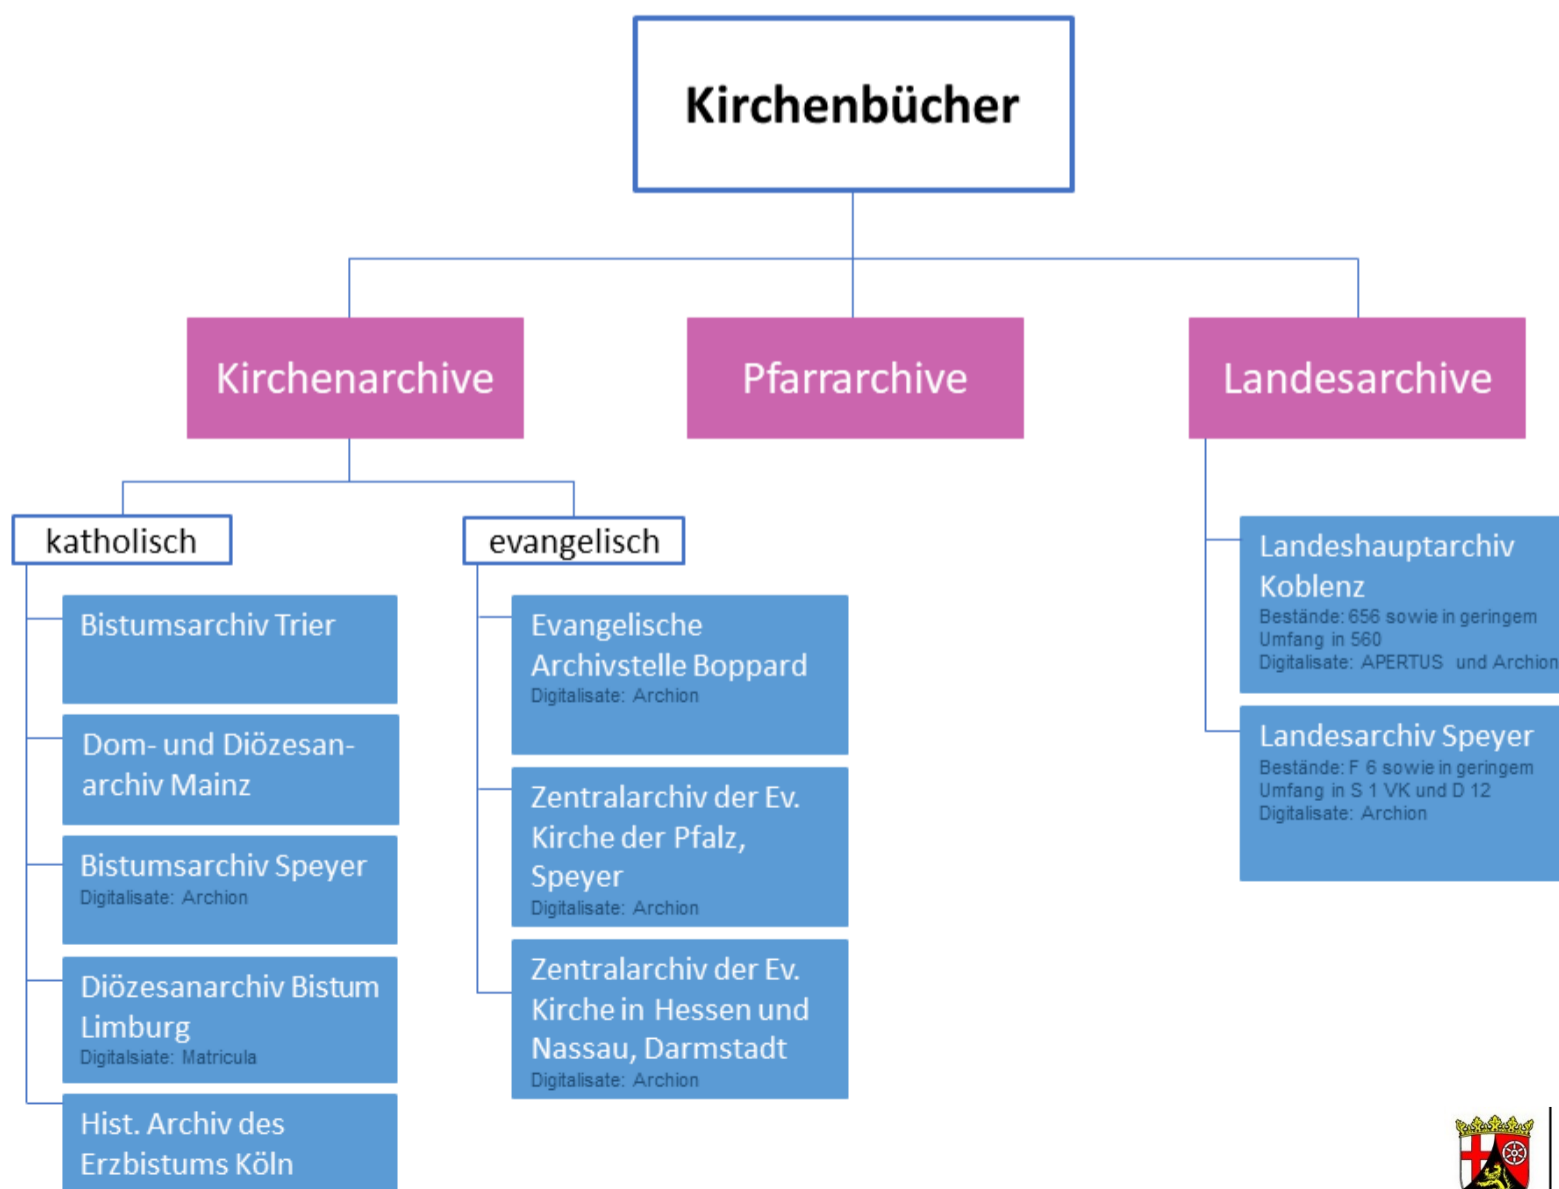 Kirchenbücher
Kirchenarchive
Pfarrarchive
Landesarchive
katholisch
Bistumsarchiv Trier
Dom- und Diözesan-
archiv Mainz
Bistumsarchiv Speyer
Digitalisate: Archion
Diözesanarchiv Bistum
Limburg
Digitalsiate: Matricula
Hist. Archiv des
Erzbistums Köln
evangelisch
Evangelische
Archivstelle Boppard
Digitalisate: Archion
Zentralarchiv der Ev.
Kirche der Pfalz,
Speyer
Digitalisate: Archion
Zentralarchiv der Ev.
Kirche in Hessen und
Nassau, Darmstadt
Digitalisate: Archion
Landeshauptarchiv
Koblenz
Bestände: 656 sowie in geringem
Umfang in 560
Digitalisate: APERTUS und Archion
Landesarchiv Speyer
Bestände: F 6 sowie in geringem
Umfang in S 1 VK und D 12
Digitalisate: Archion